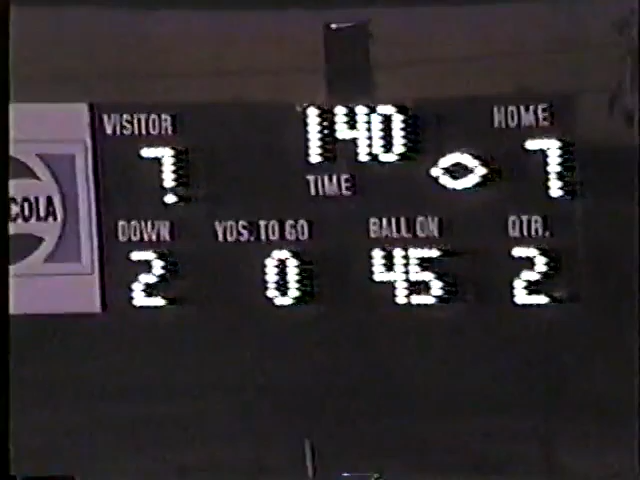 VISITOR 140 HOME
7 7
TIME
COLA
DOWN YDS. TO GO BALL ON QTR.
2 0 45 2